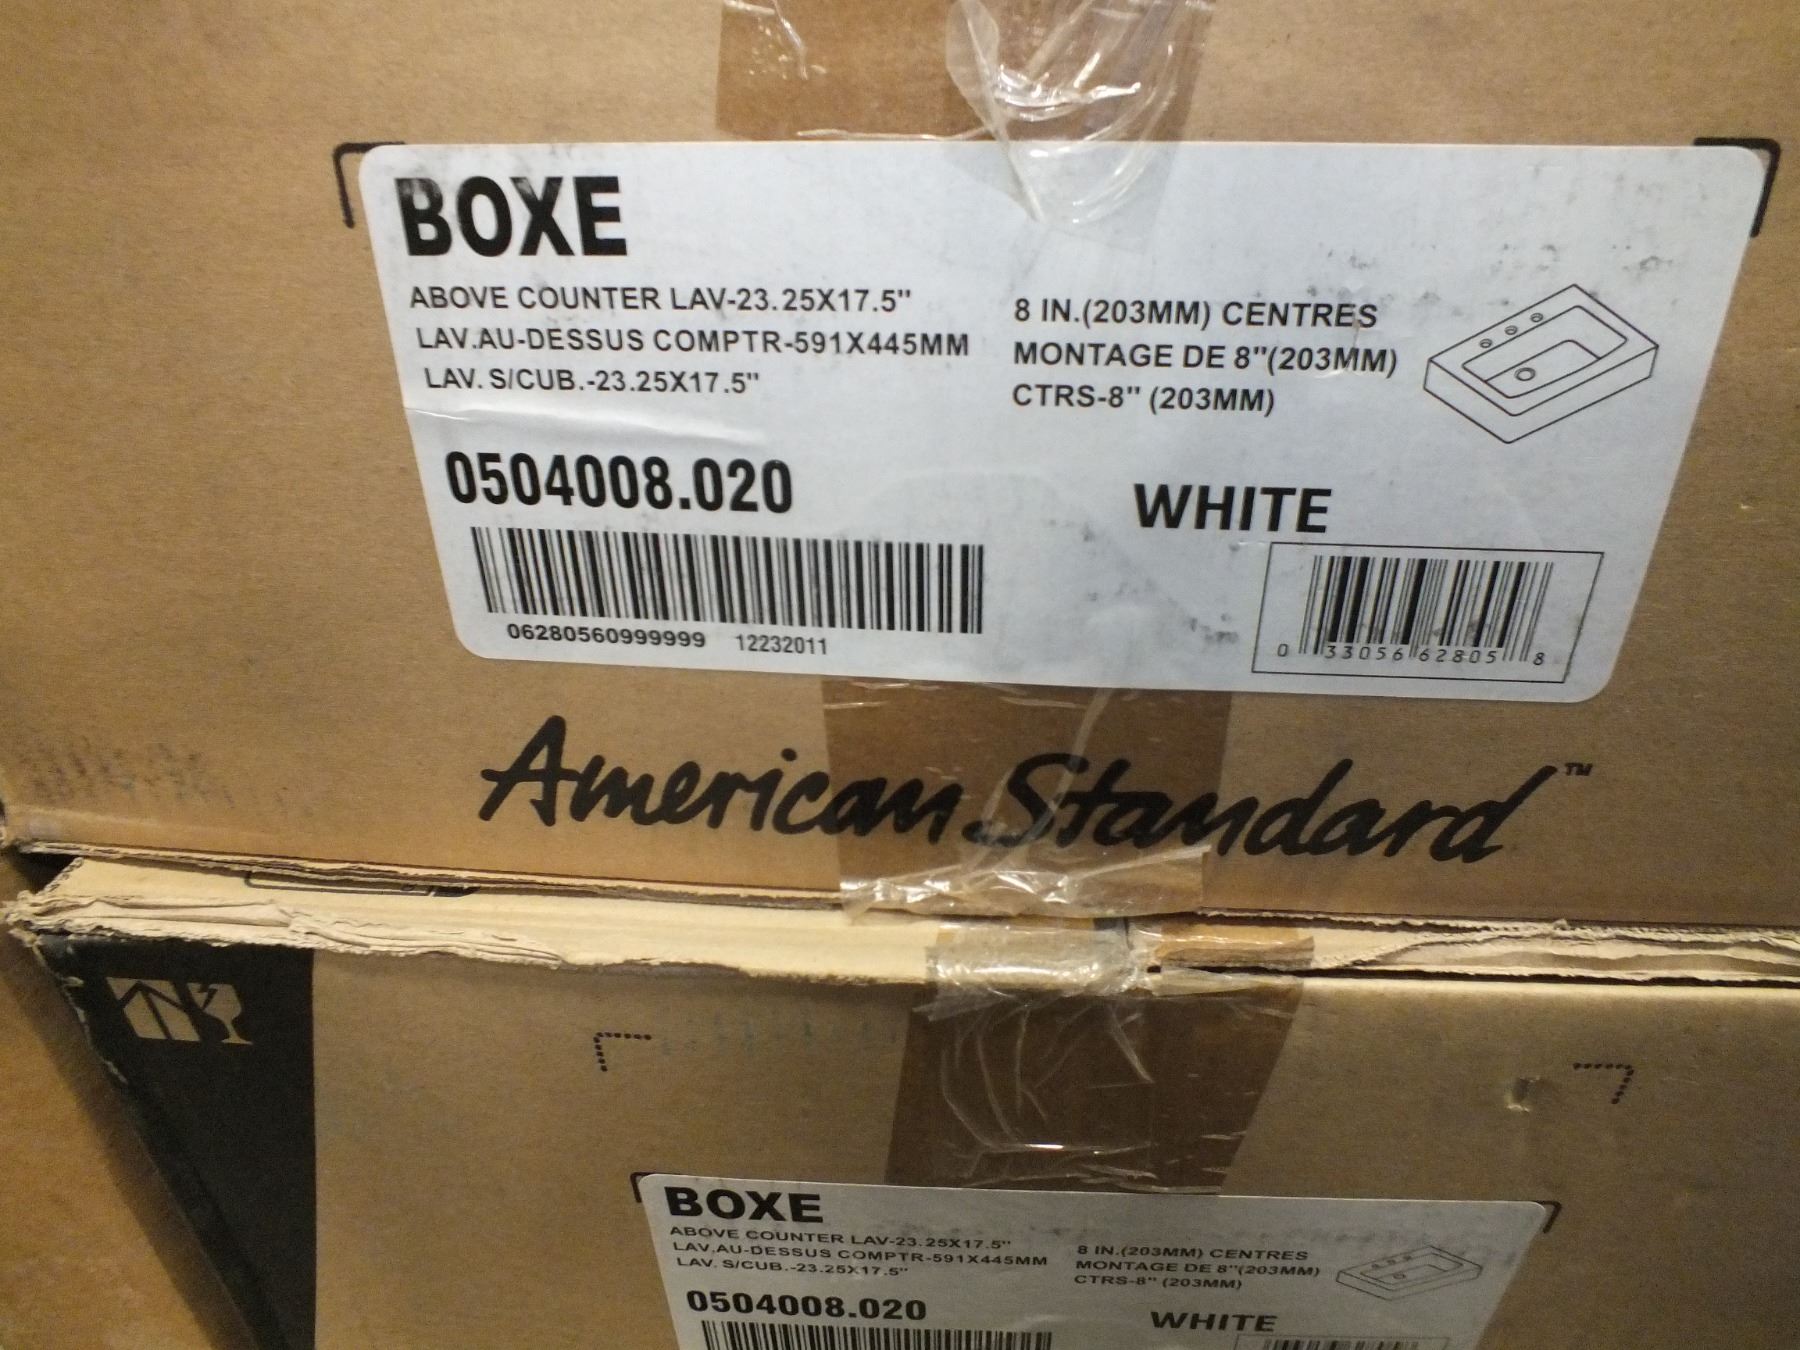 BOXE
ABOVE COUNTER LAV-23.25X17.5"
LAV.AU-DESSUS COMPTR-591X445MM
LAV. S/CUB.-23.25X17.5"
8 IN.(203MM) CENTRES
MONTAGE DE 8"(203MM)
CTRS-8" (203MM)
0504008.020
WHITE
06280560999999 12232011
0 33056 62805 8
American Standard™
BOXE
ABOVE COUNTER LAV-23.25X17.5"
LAV.AU-DESSUS COMPTR-591X445MM
LAV. S/CUB.-23.25X17.5"
8 IN.(203MM) CENTRES
MONTAGE DE 8"(203MM)
CTRS-8" (203MM)
0504008.020
WHITE